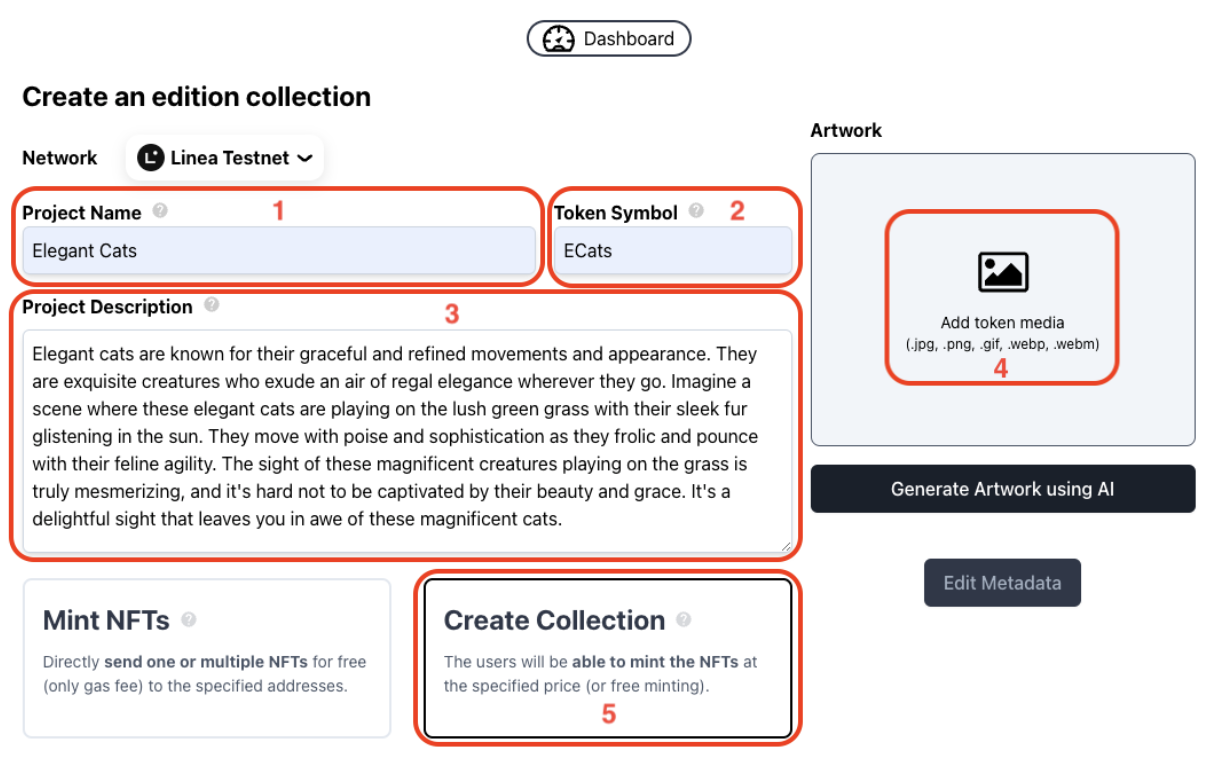 Dashboard
Create an edition collection
Network
Linea Testnet
Artwork
Project Name ? 1
Token Symbol ? 2
Elegant Cats
ECats
Project Description ? 3
Elegant cats are known for their graceful and refined movements and appearance. They
are exquisite creatures who exude an air of regal elegance wherever they go. Imagine a
scene where these elegant cats are playing on the lush green grass with their sleek fur
glistening in the sun. They move with poise and sophistication as they frolic and pounce
with their feline agility. The sight of these magnificent creatures playing on the grass is
truly mesmerizing, and it's hard not to be captivated by their beauty and grace. It's a
delightful sight that leaves you in awe of these magnificent cats.
Add token media
(.jpg, .png, .gif, .webp, .webm)
4
Generate Artwork using AI
Edit Metadata
Mint NFTs ?
Directly send one or multiple NFTs for free
(only gas fee) to the specified addresses.
Create Collection ?
The users will be able to mint the NFTs at
the specified price (or free minting).
5